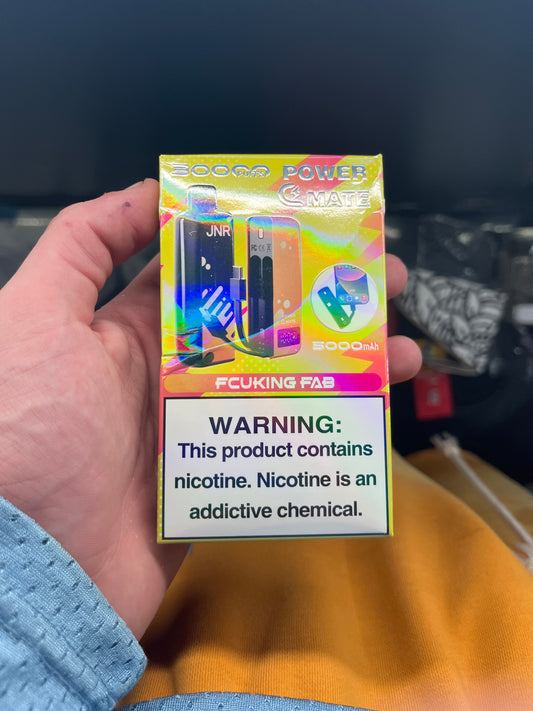 30000 POWER
PUFFS
MATE
JNR
5000mAh
FCUKING FAB
WARNING:
This product contains
nicotine. Nicotine is an
addictive chemical.